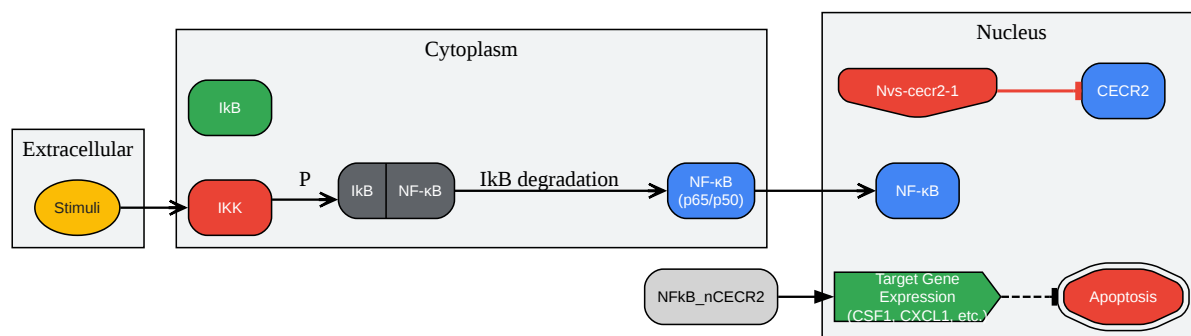 Nucleus
Cytoplasm
Nvs-cecr2-1
CECR2
IkB
Extracellular
P
IkB degradation
Stimuli
IKK
IkB
NF-κB
NF-κB
(p65/p50)
NF-κB
NFkB_nCECR2
Target Gene
Expression
(CSF1, CXCL1, etc.)
Apoptosis